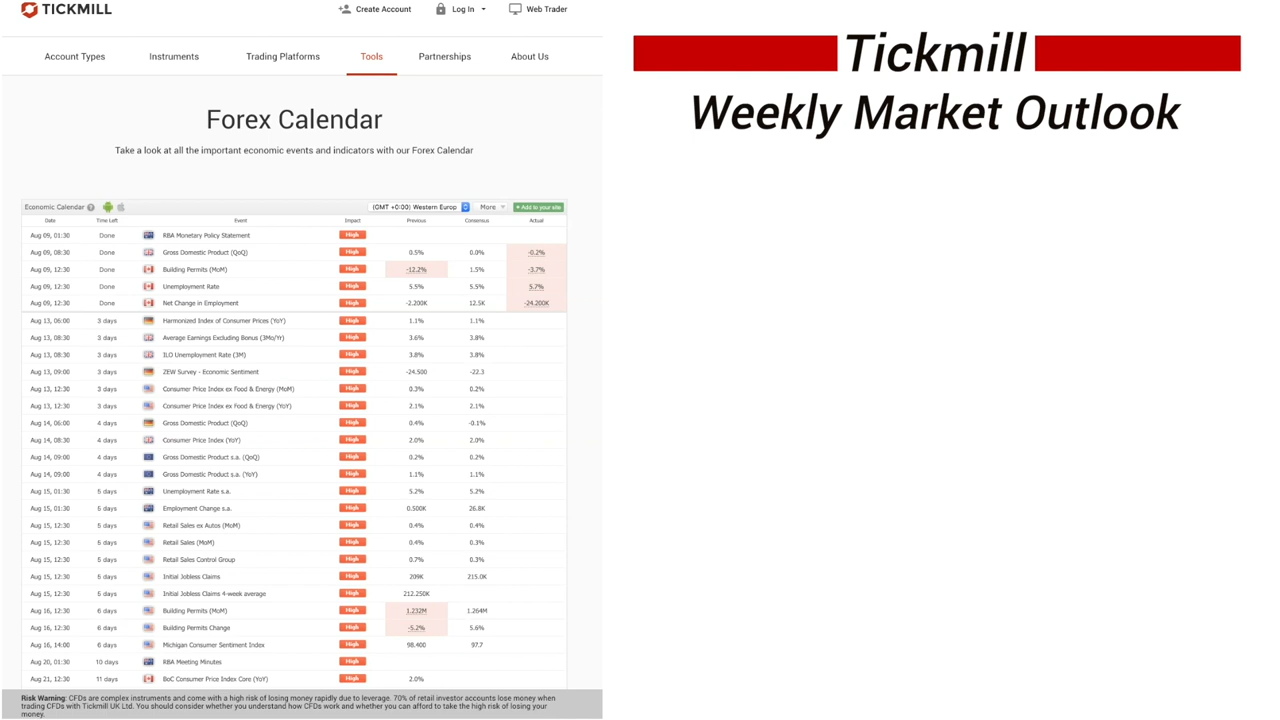 TICKMILL
Create Account Log In Web Trader
Account Types Instruments Trading Platforms Tools Partnerships About Us
Forex Calendar
Take a look at all the important economic events and indicators with our Forex Calendar
Economic Calendar ? (GMT +0:00) Western Europ More + Add to your site
Date Time Left Event Impact Previous Consensus Actual
Aug 09, 01:30 Done RBA Monetary Policy Statement High
Aug 09, 08:30 Done Gross Domestic Product (QoQ) High 0.5% 0.0% -0.2%
Aug 09, 12:30 Done Building Permits (MoM) High -12.2% 1.5% -3.7%
Aug 09, 12:30 Done Unemployment Rate High 5.5% 5.5% 5.7%
Aug 09, 12:30 Done Net Change in Employment High -2.200K 12.5K -24.200K
Aug 13, 06:00 3 days Harmonized Index of Consumer Prices (YoY) High 1.1% 1.1%
Aug 13, 08:30 3 days Average Earnings Excluding Bonus (3Mo/Yr) High 3.6% 3.8%
Aug 13, 08:30 3 days ILO Unemployment Rate (3M) High 3.8% 3.8%
Aug 13, 09:00 3 days ZEW Survey - Economic Sentiment High -24.500 -22.3
Aug 13, 12:30 3 days Consumer Price Index ex Food & Energy (MoM) High 0.3% 0.2%
Aug 13, 12:30 3 days Consumer Price Index ex Food & Energy (YoY) High 2.1% 2.1%
Aug 14, 06:00 4 days Gross Domestic Product (QoQ) High 0.4% -0.1%
Aug 14, 08:30 4 days Consumer Price Index (YoY) High 2.0% 2.0%
Aug 14, 09:00 4 days Gross Domestic Product s.a. (QoQ) High 0.2% 0.2%
Aug 14, 09:00 4 days Gross Domestic Product s.a. (YoY) High 1.1% 1.1%
Aug 15, 01:30 5 days Unemployment Rate s.a. High 5.2% 5.2%
Aug 15, 01:30 5 days Employment Change s.a. High 0.500K 26.8K
Aug 15, 12:30 5 days Retail Sales ex Autos (MoM) High 0.4% 0.4%
Aug 15, 12:30 5 days Retail Sales (MoM) High 0.4% 0.3%
Aug 15, 12:30 5 days Retail Sales Control Group High 0.7% 0.3%
Aug 15, 12:30 5 days Initial Jobless Claims High 209K 215.0K
Aug 15, 12:30 5 days Initial Jobless Claims 4-week average High 212.250K
Aug 16, 12:30 6 days Building Permits (MoM) High 1.232M 1.264M
Aug 16, 12:30 6 days Building Permits Change High -5.2% 5.6%
Aug 16, 14:00 6 days Michigan Consumer Sentiment Index High 98.400 97.7
Aug 20, 01:30 10 days RBA Meeting Minutes High
Aug 21, 12:30 11 days BoC Consumer Price Index Core (YoY) High 2.0%
Risk Warning: CFDs are complex instruments and come with a high risk of losing money rapidly due to leverage. 70% of retail investor accounts lose money when
trading CFDs with Tickmill UK Ltd. You should consider whether you understand how CFDs work and whether you can afford to take the high risk of losing your
money.
Tickmill
Weekly Market Outlook